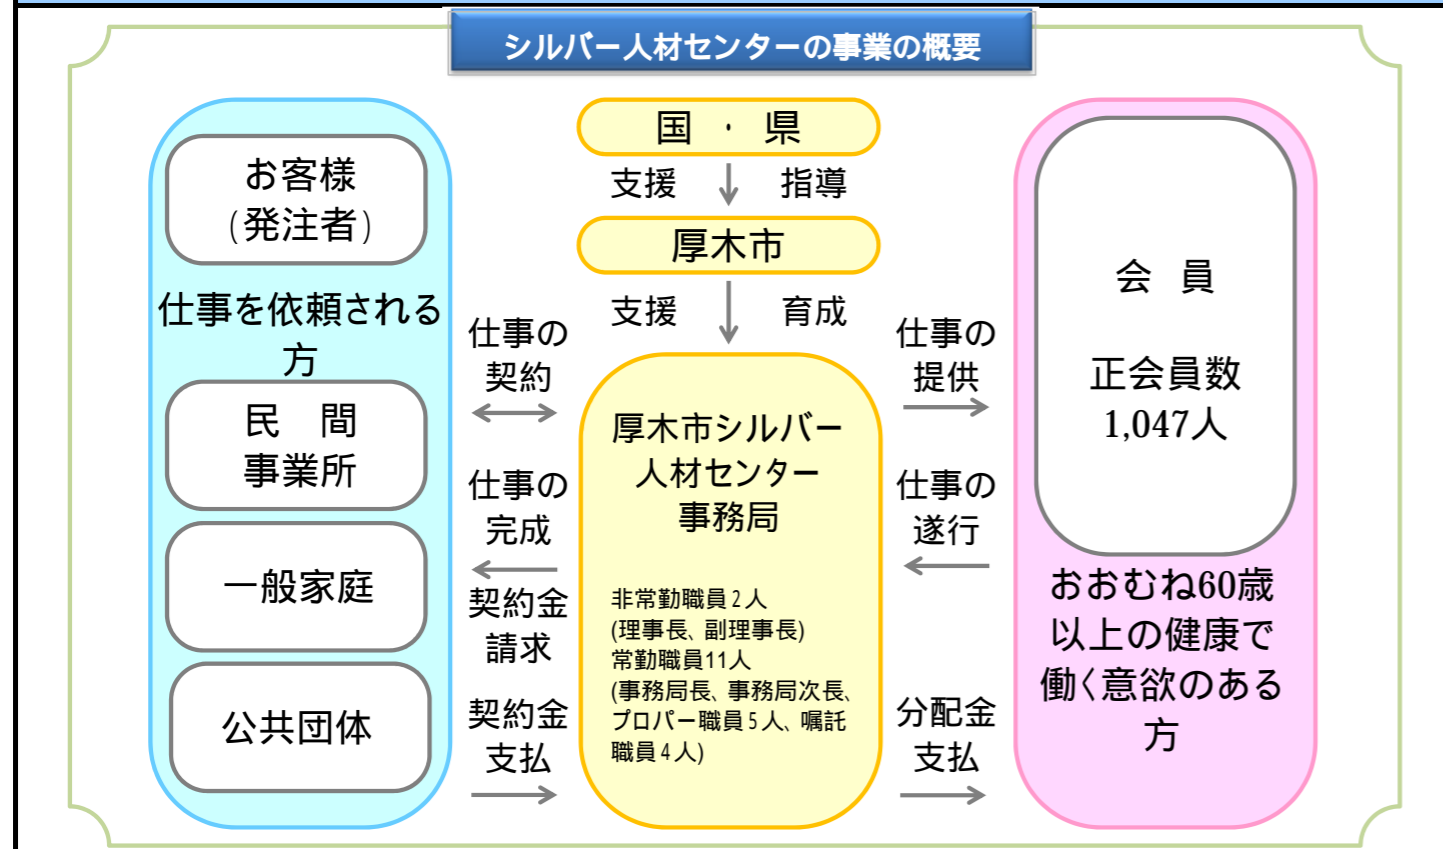 シルバー人材センターの事業の概要
お客様
(発注者)
仕事を依頼される
方
民　間
事業所
一般家庭
公共団体
仕事の
契約
仕事の
完成
契約金
請求
契約金
支払
国 ・ 県
支援 指導
厚木市
支援 育成
厚木市シルバー
人材センター
事務局
非常勤職員2人
(理事長、副理事長)
常勤職員11人
(事務局長、事務局次長、
プロパー職員5人、嘱託
職員4人)
仕事の
提供
仕事の
遂行
分配金
支払
会 員
正会員数
1,047人
おおむね60歳
以上の健康で
働く意欲のある
方